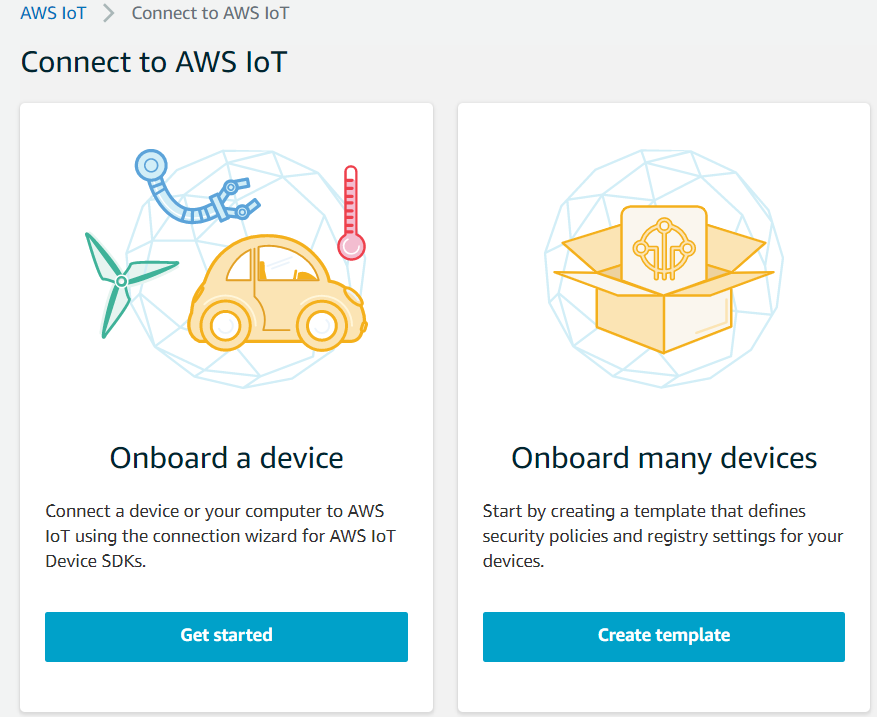 AWS IoT > Connect to AWS IoT
Connect to AWS IoT
Onboard a device
Connect a device or your computer to AWS
IoT using the connection wizard for AWS IoT
Device SDKs.
Get started
Onboard many devices
Start by creating a template that defines
security policies and registry settings for your
devices.
Create template